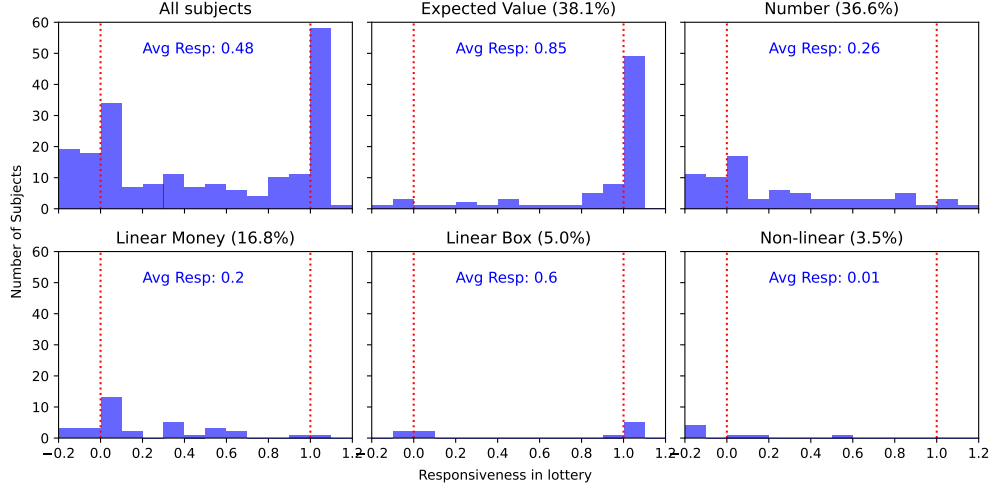 All subjects
Expected Value (38.1%)
Number (36.6%)
Avg Resp: 0.48
Avg Resp: 0.85
Avg Resp: 0.26
60
50
40
30
20
10
0
Number of Subjects
Linear Money (16.8%)
Linear Box (5.0%)
Non-linear (3.5%)
Avg Resp: 0.2
Avg Resp: 0.6
Avg Resp: 0.01
60
50
40
30
20
10
0
−0.2 0.0 0.2 0.4 0.6 0.8 1.0 1.2
−0.2 0.0 0.2 0.4 0.6 0.8 1.0 1.2
−0.2 0.0 0.2 0.4 0.6 0.8 1.0 1.2
Responsiveness in lottery